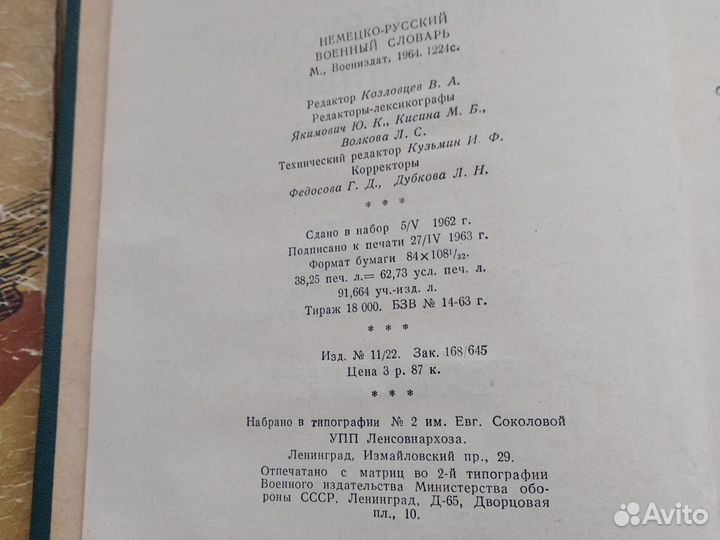 НЕМЕЦКО-РУССКИЙ
ВОЕННЫЙ СЛОВАРЬ
М., Воениздат, 1964. 1224с.
Редактор Козловцев В. А.
Редакторы-лексикографы
Якимович Ю. К., Кисина М. Б.,
Волкова Л. С.
Технический редактор Кузьмин И. Ф.
Корректоры
Федосова Г. Д., Дубкова Л. Н.
* * *
Сдано в набор 5/V 1962 г.
Подписано к печати 27/IV 1963 г.
Формат бумаги 84×108¹/₃₂.
38,25 печ. л.= 62,73 усл. печ. л.
91,664 уч.-изд. л.
Тираж 18 000. БЗВ № 14-63 г.
* * *
Изд. № 11/22. Зак. 168/645
Цена 3 р. 87 к.
* * *
Набрано в типографии № 2 им. Евг. Соколовой
УПП Ленсовнархоза.
Ленинград, Измайловский пр., 29.
Отпечатано с матриц во 2-й типографии
Военного издательства Министерства обо-
роны СССР. Ленинград, Д-65, Дворцовая
пл., 10.
Avito